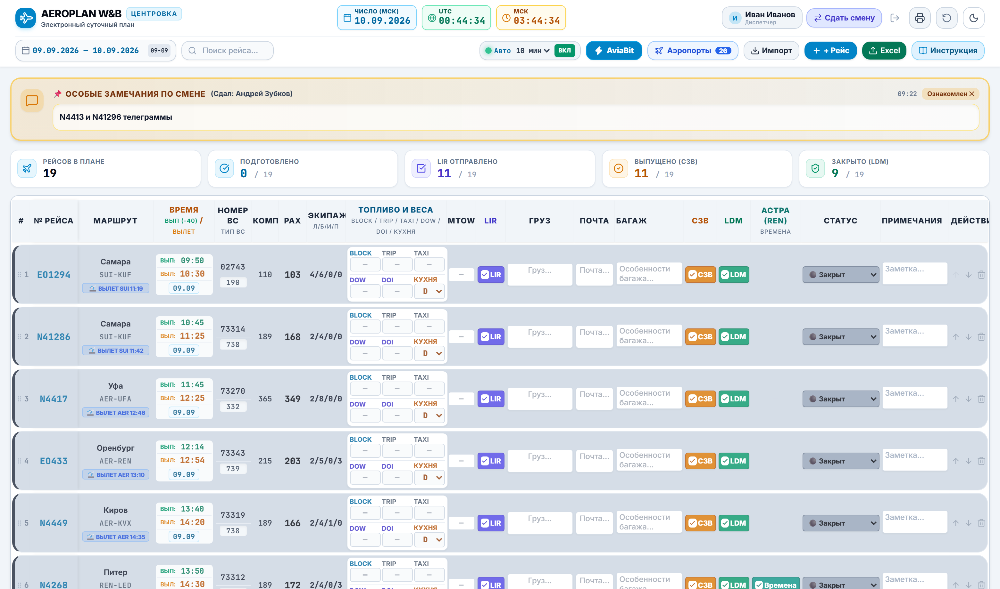 AEROPLAN W&B ЦЕНТРОВКА
Электронный суточный план
ЧИСЛО (МСК)
10.09.2026
UTC
00:44:34
МСК
03:44:34
И
Иван Иванов
Диспетчер
Сдать смену
09.09.2026 – 10.09.2026 09-09
Поиск рейса...
Авто 10 мин ВКЛ
AviaBit
Аэропорты 26
Импорт
+ Рейс
Excel
Инструкция
ОСОБЫЕ ЗАМЕЧАНИЯ ПО СМЕНЕ (Сдал: Андрей Зубков)
09:22 Ознакомлен
N4413 и N41296 телеграммы
РЕЙСОВ В ПЛАНЕ
19
ПОДГОТОВЛЕНО
0 / 19
LIR ОТПРАВЛЕНО
11 / 19
ВЫПУЩЕНО (СЗВ)
11 / 19
ЗАКРЫТО (LDM)
9 / 19
# № РЕЙСА МАРШРУТ
ВРЕМЯ
ВЫП (-40) /
ВЫЛЕТ
НОМЕР
ВС
ТИП ВС
КОМП PAX
ЭКИПАЖ
Л/Б/И/П
ТОПЛИВО И ВЕСА
BLOCK / TRIP / TAXI / DOW /
DOI / КУХНЯ
MTOW LIR ГРУЗ ПОЧТА БАГАЖ СЗВ LDM
АСТРА
(REN)
ВРЕМЕНА
СТАТУС ПРИМЕЧАНИЯ ДЕЙСТВИ
1 EO1294
Самара
SUI-KUF
ВЫЛЕТ SUI 11:19
ВЫП: 09:50
ВЫЛ: 10:30
09.09
02743
190
110 103 4/6/0/0
BLOCK TRIP TAXI
– – –
DOW DOI КУХНЯ
– – D
– LIR Груз... Почта...
Особенности
багажа...
СЗВ LDM Закрыт Заметка...
2 N41286
Самара
SUI-KUF
ВЫЛЕТ SUI 11:42
ВЫП: 10:45
ВЫЛ: 11:25
09.09
73314
738
189 168 2/4/0/0
BLOCK TRIP TAXI
– – –
DOW DOI КУХНЯ
– – D
– LIR Груз... Почта...
Особенности
багажа...
СЗВ LDM Закрыт Заметка...
3 N4417
Уфа
AER-UFA
ВЫЛЕТ AER 12:46
ВЫП: 11:45
ВЫЛ: 12:25
09.09
73270
332
365 349 2/8/0/0
BLOCK TRIP TAXI
– – –
DOW DOI КУХНЯ
– – D
– LIR Груз... Почта...
Особенности
багажа...
СЗВ LDM Закрыт Заметка...
4 EO433
Оренбург
AER-REN
ВЫЛЕТ AER 13:10
ВЫП: 12:14
ВЫЛ: 12:54
09.09
73343
739
215 203 2/5/0/3
BLOCK TRIP TAXI
– – –
DOW DOI КУХНЯ
– – D
– LIR Груз... Почта...
Особенности
багажа...
СЗВ LDM Закрыт Заметка...
5 N4449
Киров
AER-KVX
ВЫЛЕТ AER 14:35
ВЫП: 13:40
ВЫЛ: 14:20
09.09
73319
738
189 166 2/4/1/0
BLOCK TRIP TAXI
– – –
DOW DOI КУХНЯ
– – D
– LIR Груз... Почта...
Особенности
багажа...
СЗВ LDM Закрыт Заметка...
6 N4268
Питер
REN-LED
ВЫП: 13:50
ВЫЛ: 14:30
73312
189 172 2/4/0/3
BLOCK TRIP TAXI
– – –
DOW DOI КУХНЯ
– LIR Груз... Почта...
Особенности
багажа...
СЗВ LDM Времена Закрыт Заметка...